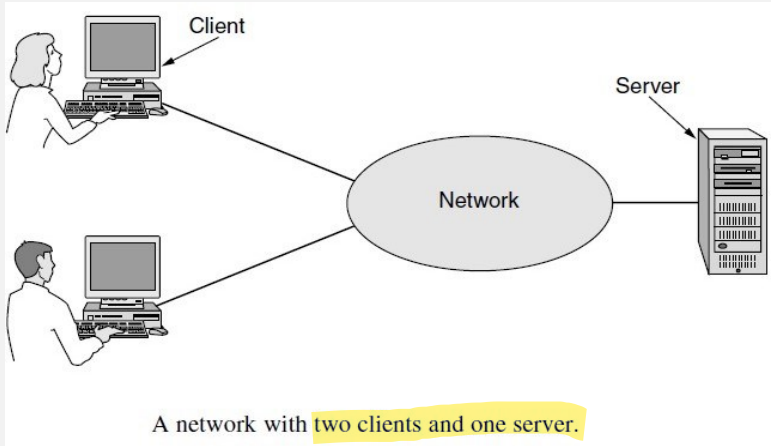 Client
Server
Network
A network with two clients and one server.